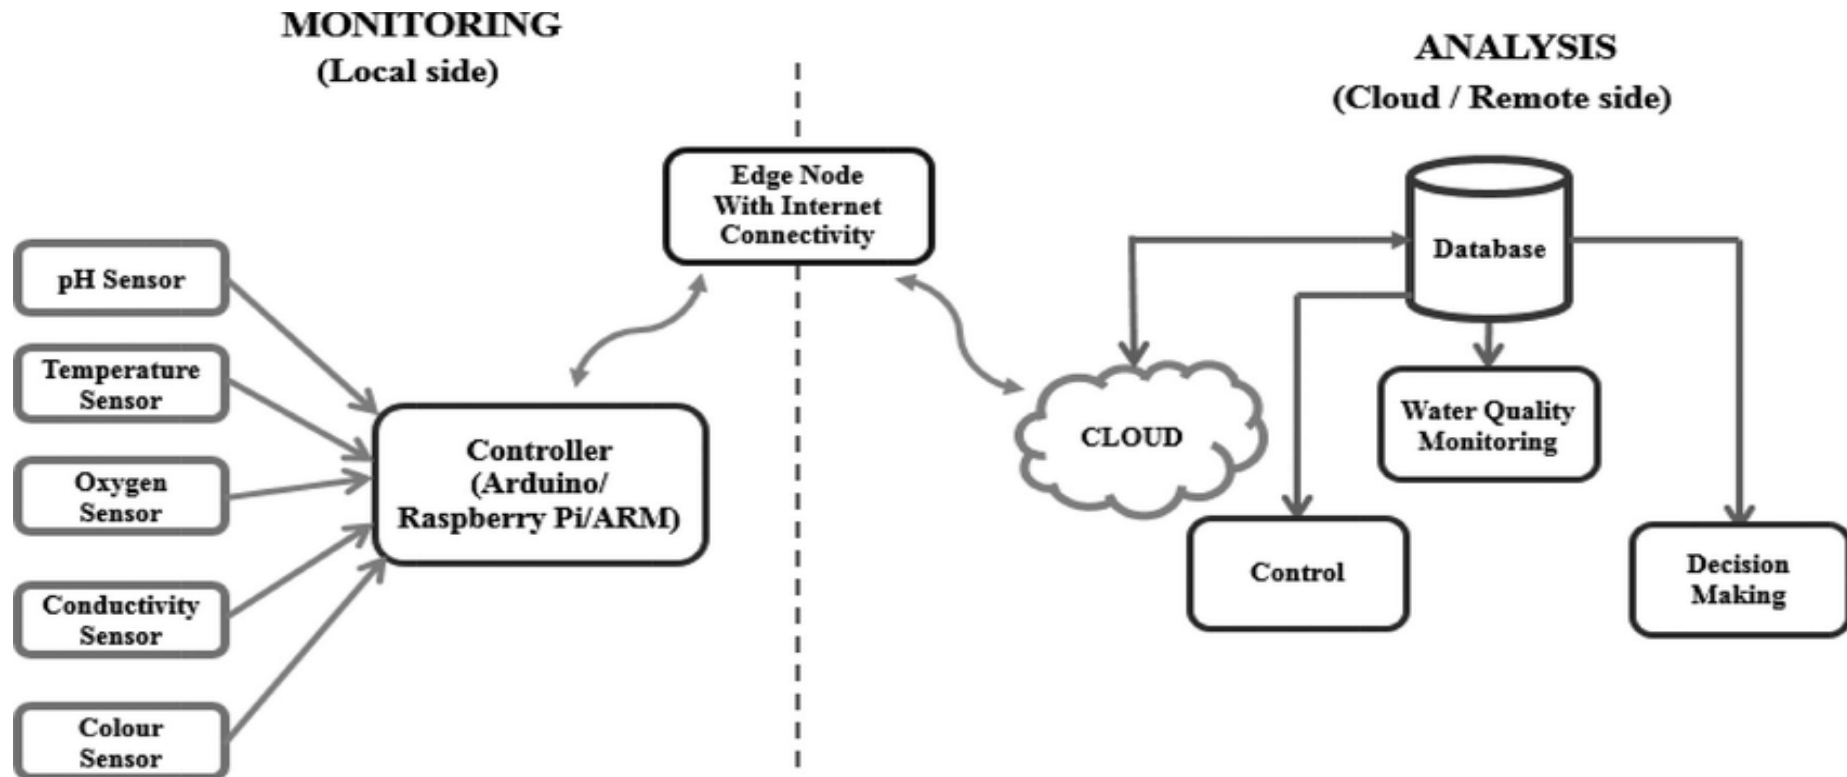 MONITORING
(Local side)
ANALYSIS
(Cloud / Remote side)
Edge Node
With Internet
Connectivity
pH Sensor
Temperature
Sensor
Oxygen
Sensor
Conductivity
Sensor
Colour
Sensor
Controller
(Arduino/
Raspberry Pi/ARM)
CLOUD
Database
Water Quality
Monitoring
Control
Decision
Making